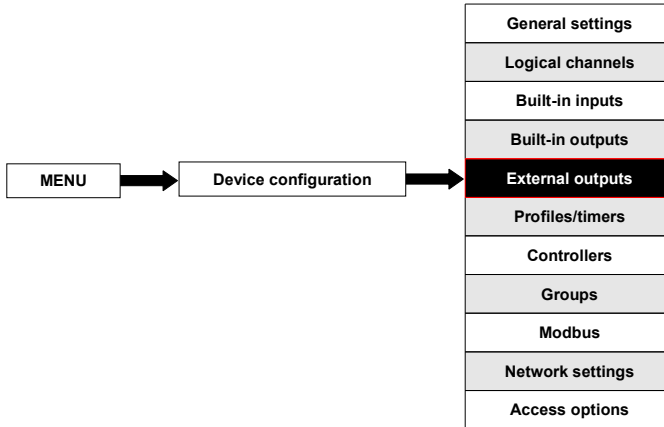 General settings
Logical channels
Built-in inputs
Built-in outputs
MENU
Device configuration
External outputs
Profiles/timers
Controllers
Groups
Modbus
Network settings
Access options